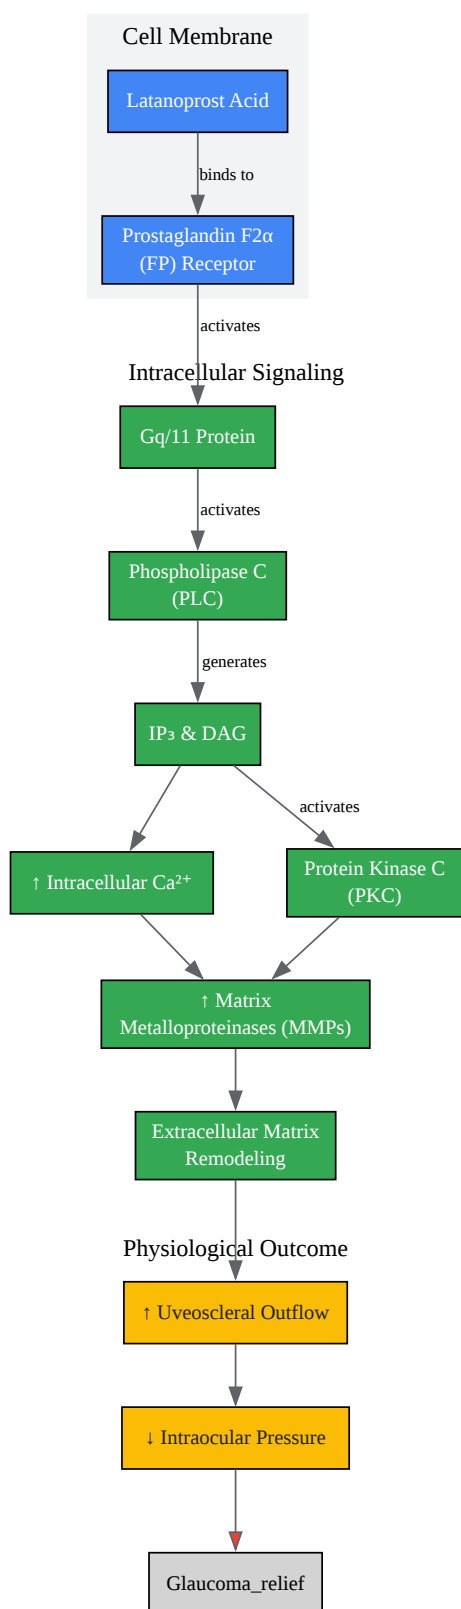 Cell Membrane
Latanoprost Acid
binds to
Prostaglandin F2α
(FP) Receptor
activates
Intracellular Signaling
Gq/11 Protein
activates
Phospholipase C
(PLC)
generates
IP₃ & DAG
activates
↑ Intracellular Ca²⁺
Protein Kinase C
(PKC)
↑ Matrix
Metalloproteinases (MMPs)
Extracellular Matrix
Remodeling
Physiological Outcome
↑ Uveoscleral Outflow
↓ Intraocular Pressure
Glaucoma_relief